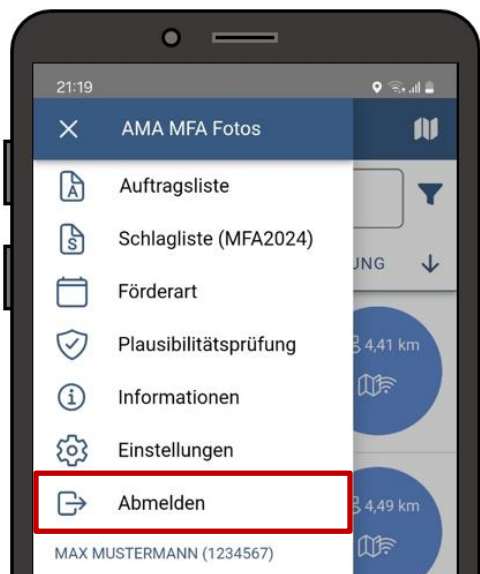 21:19
AMA MFA Fotos
Auftragsliste
Schlagliste (MFA2024)
JNG
Förderart
Plausibilitätsprüfung
4,41 km
Informationen
Einstellungen
Abmelden
4,49 km
MAX MUSTERMANN (1234567)